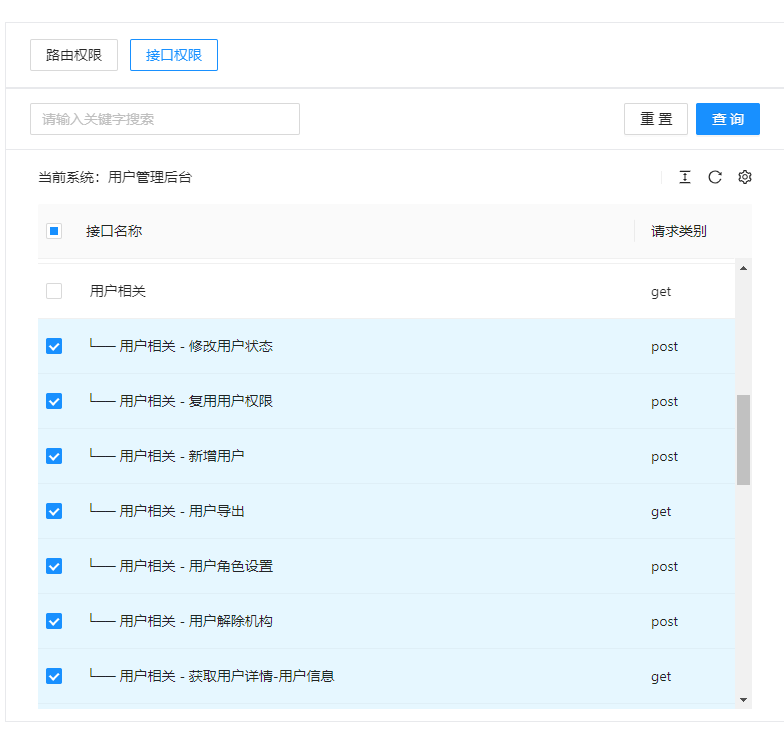 路由权限 接口权限
请输入关键字搜索 重置 查询
当前系统：用户管理后台
接口名称 请求类别
用户相关 get
└── 用户相关 - 修改用户状态 post
└── 用户相关 - 复用用户权限 post
└── 用户相关 - 新增用户 post
└── 用户相关 - 用户导出 get
└── 用户相关 - 用户角色设置 post
└── 用户相关 - 用户解除机构 post
└── 用户相关 - 获取用户详情-用户信息 get